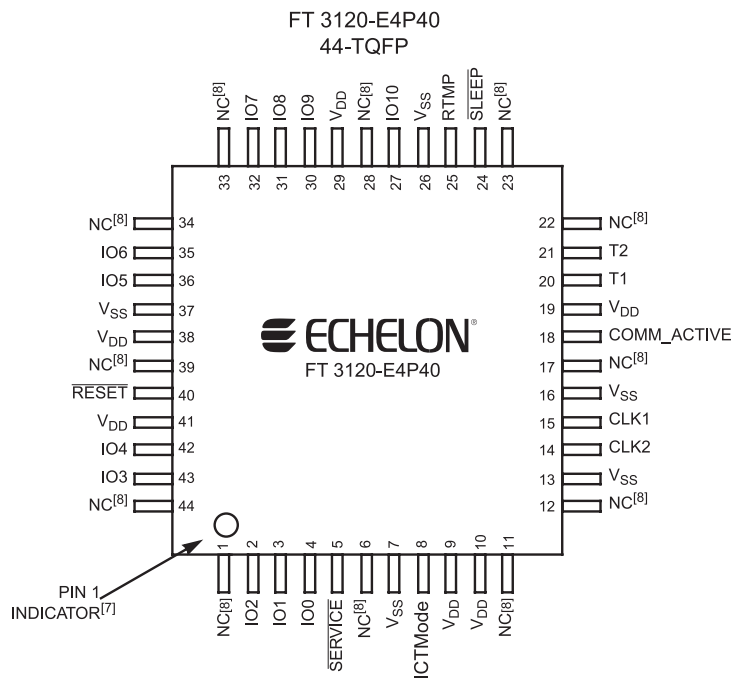 FT 3120-E4P40
44-TQFP
NC[8] IO7 IO8 IO9 VDD NC[8] IO10 VSS RTMP SLEEP NC[8]
33 32 31 30 29 28 27 26 25 24 23
NC[8] 34
IO6 35
IO5 36
VSS 37
VDD 38
NC[8] 39
RESET 40
VDD 41
IO4 42
IO3 43
NC[8] 44
ECHELON®
FT 3120-E4P40
22 NC[8]
21 T2
20 T1
19 VDD
18 COMM_ACTIVE
17 NC[8]
16 VSS
15 CLK1
14 CLK2
13 VSS
12 NC[8]
1 2 3 4 5 6 7 8 9 10 11
NC[8] IO2 IO1 IO0 SERVICE NC[8] VSS ICTMode VDD VDD NC[8]
PIN 1
INDICATOR[7]